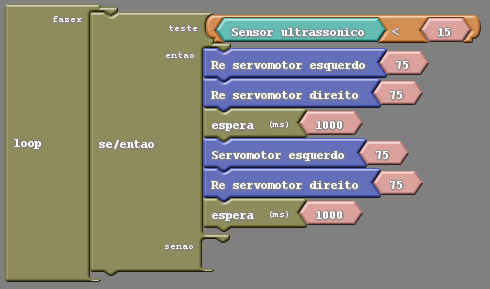 fazer
teste
Sensor ultrassonico < 15
entao
Re servomotor esquerdo 75
Re servomotor direito 75
espera (ms) 1000
loop
se/entao
Servomotor esquerdo 75
Re servomotor direito 75
espera (ms) 1000
senao